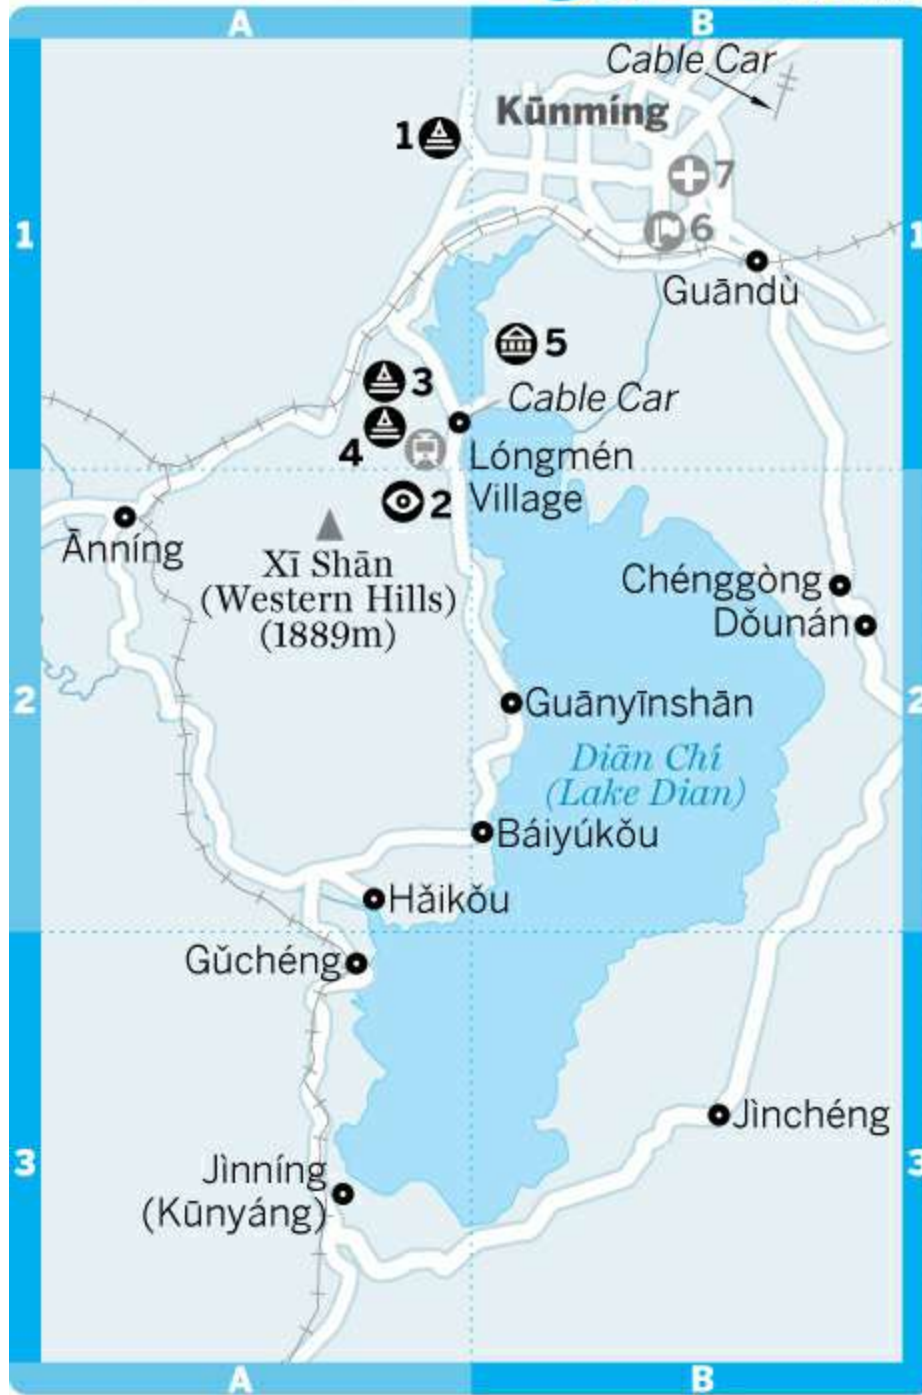 A
B
Cable Car
Kūnmíng
1
7
1
1
6
Guāndù
5
3
Cable Car
4
Lóngmén
Village
2
Ānníng
Xī Shān
(Western Hills)
(1889m)
Chénggòng
Dǒunán
2
2
Guānyīnshān
Diān Chí
(Lake Dian)
Báiyúkǒu
Hǎikǒu
Gǔchéng
Jìnchéng
3
3
Jìnníng
(Kūnyáng)
A
B